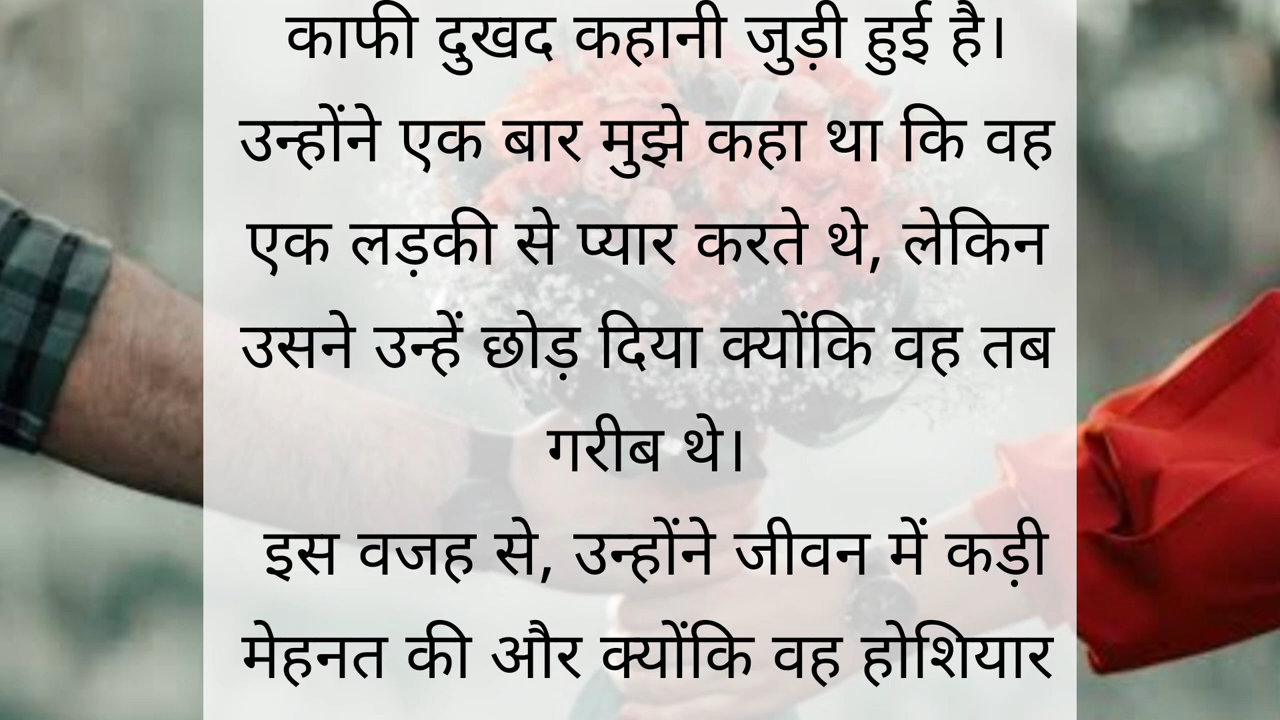 काफी दुखद कहानी जुड़ी हुई है।
उन्होंने एक बार मुझे कहा था कि वह
एक लड़की से प्यार करते थे, लेकिन
उसने उन्हें छोड़ दिया क्योंकि वह तब
गरीब थे।
इस वजह से, उन्होंने जीवन में कड़ी
मेहनत की और क्योंकि वह होशियार